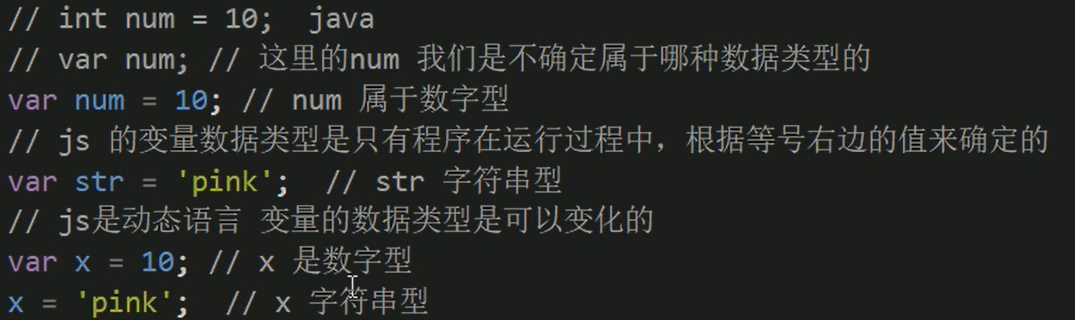 // int num = 10;  java
// var num; // 这里的num 我们是不确定属于哪种数据类型的
var num = 10; // num 属于数字型
// js 的变量数据类型是只有程序在运行过程中，根据等号右边的值来确定的
var str = 'pink';  // str 字符串型
// js是动态语言 变量的数据类型是可以变化的
var x = 10; // x 是数字型
x = 'pink';  // x 字符串型